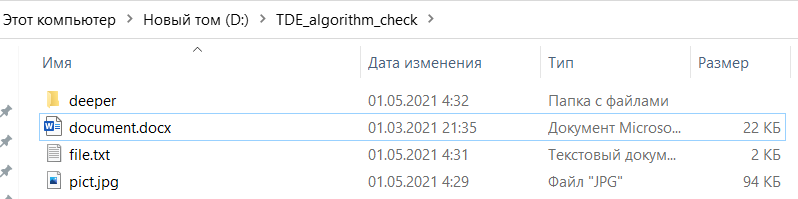 Этот компьютер > Новый том (D:) > TDE_algorithm_check >
Имя Дата изменения Тип Размер
deeper 01.05.2021 4:32 Папка с файлами
document.docx 01.03.2021 21:35 Документ Microso... 22 КБ
file.txt 01.05.2021 4:31 Текстовый докум... 2 КБ
pict.jpg 01.05.2021 4:29 Файл "JPG" 94 КБ